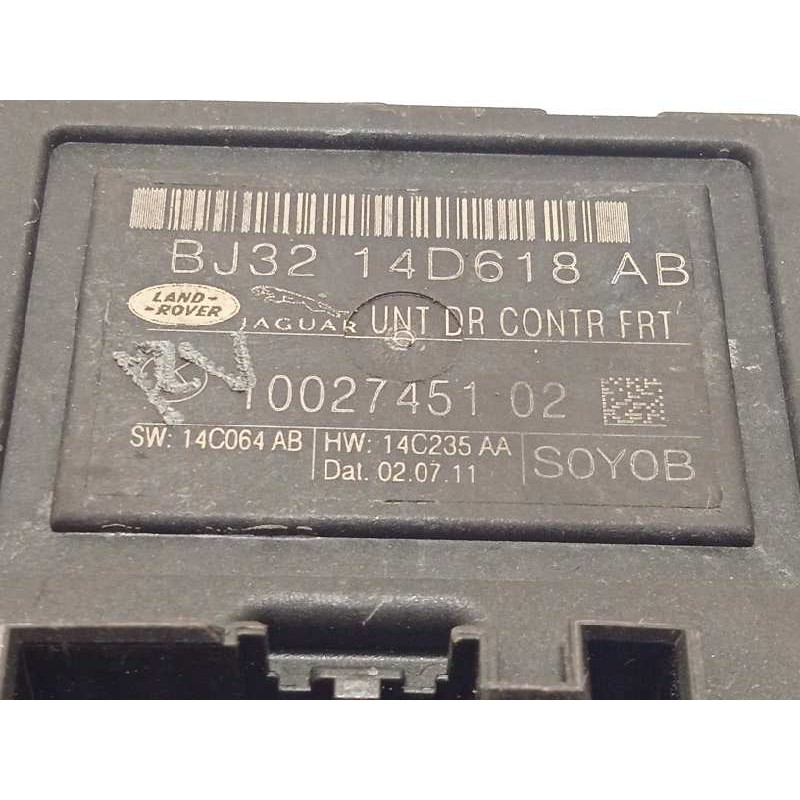 BJ32 14D618 AB
LAND-
-ROVER
JAGUAR UNT DR CONTR FRT
10027451 02
SW: 14C064 AB HW: 14C235 AA
Dat. 02.07.11
S0Y0B